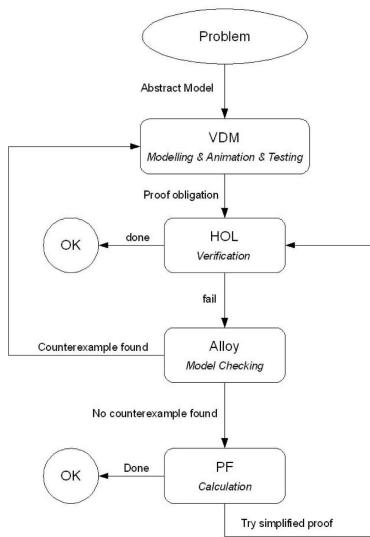 Problem
Abstract Model
VDM
Modelling & Animation & Testing
Proof obligation
HOL
Verification
done
OK
fail
Alloy
Model Checking
Counterexample found
No counterexample found
PF
Calculation
Done
OK
Try simplified proof